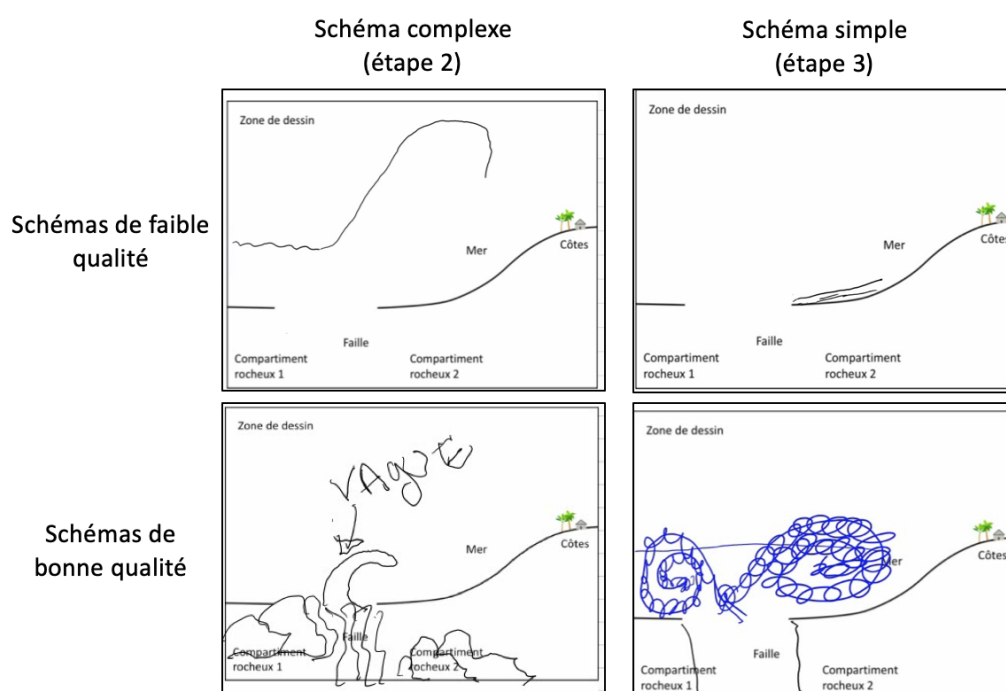 Schéma complexe
(étape 2)
Schéma simple
(étape 3)
Schémas de faible
qualité
Zone de dessin
Mer
Côtes
Faille
Compartiment
rocheux 1
Compartiment
rocheux 2
Zone de dessin
Mer
Côtes
Faille
Compartiment
rocheux 1
Compartiment
rocheux 2
Schémas de
bonne qualité
Zone de dessin
VAgUE
Mer
Côtes
Faille
Compartiment
rocheux 1
Compartiment
rocheux 2
Zone de dessin
Mer
Côtes
Faille
Compartiment
rocheux 1
Compartiment
rocheux 2